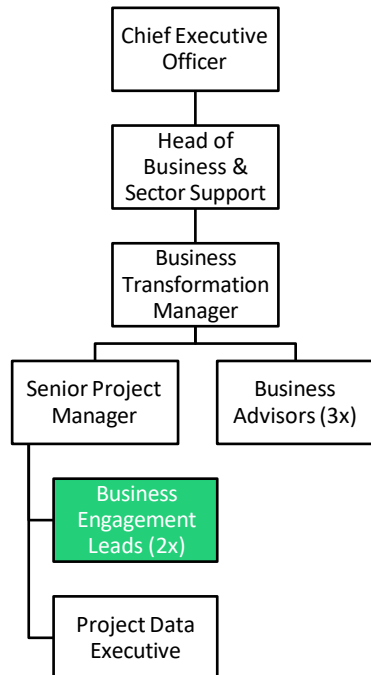 Chief Executive
Officer
Head of
Business &
Sector Support
Business
Transformation
Manager
Senior Project
Manager
Business
Advisors (3x)
Business
Engagement
Leads (2x)
Project Data
Executive